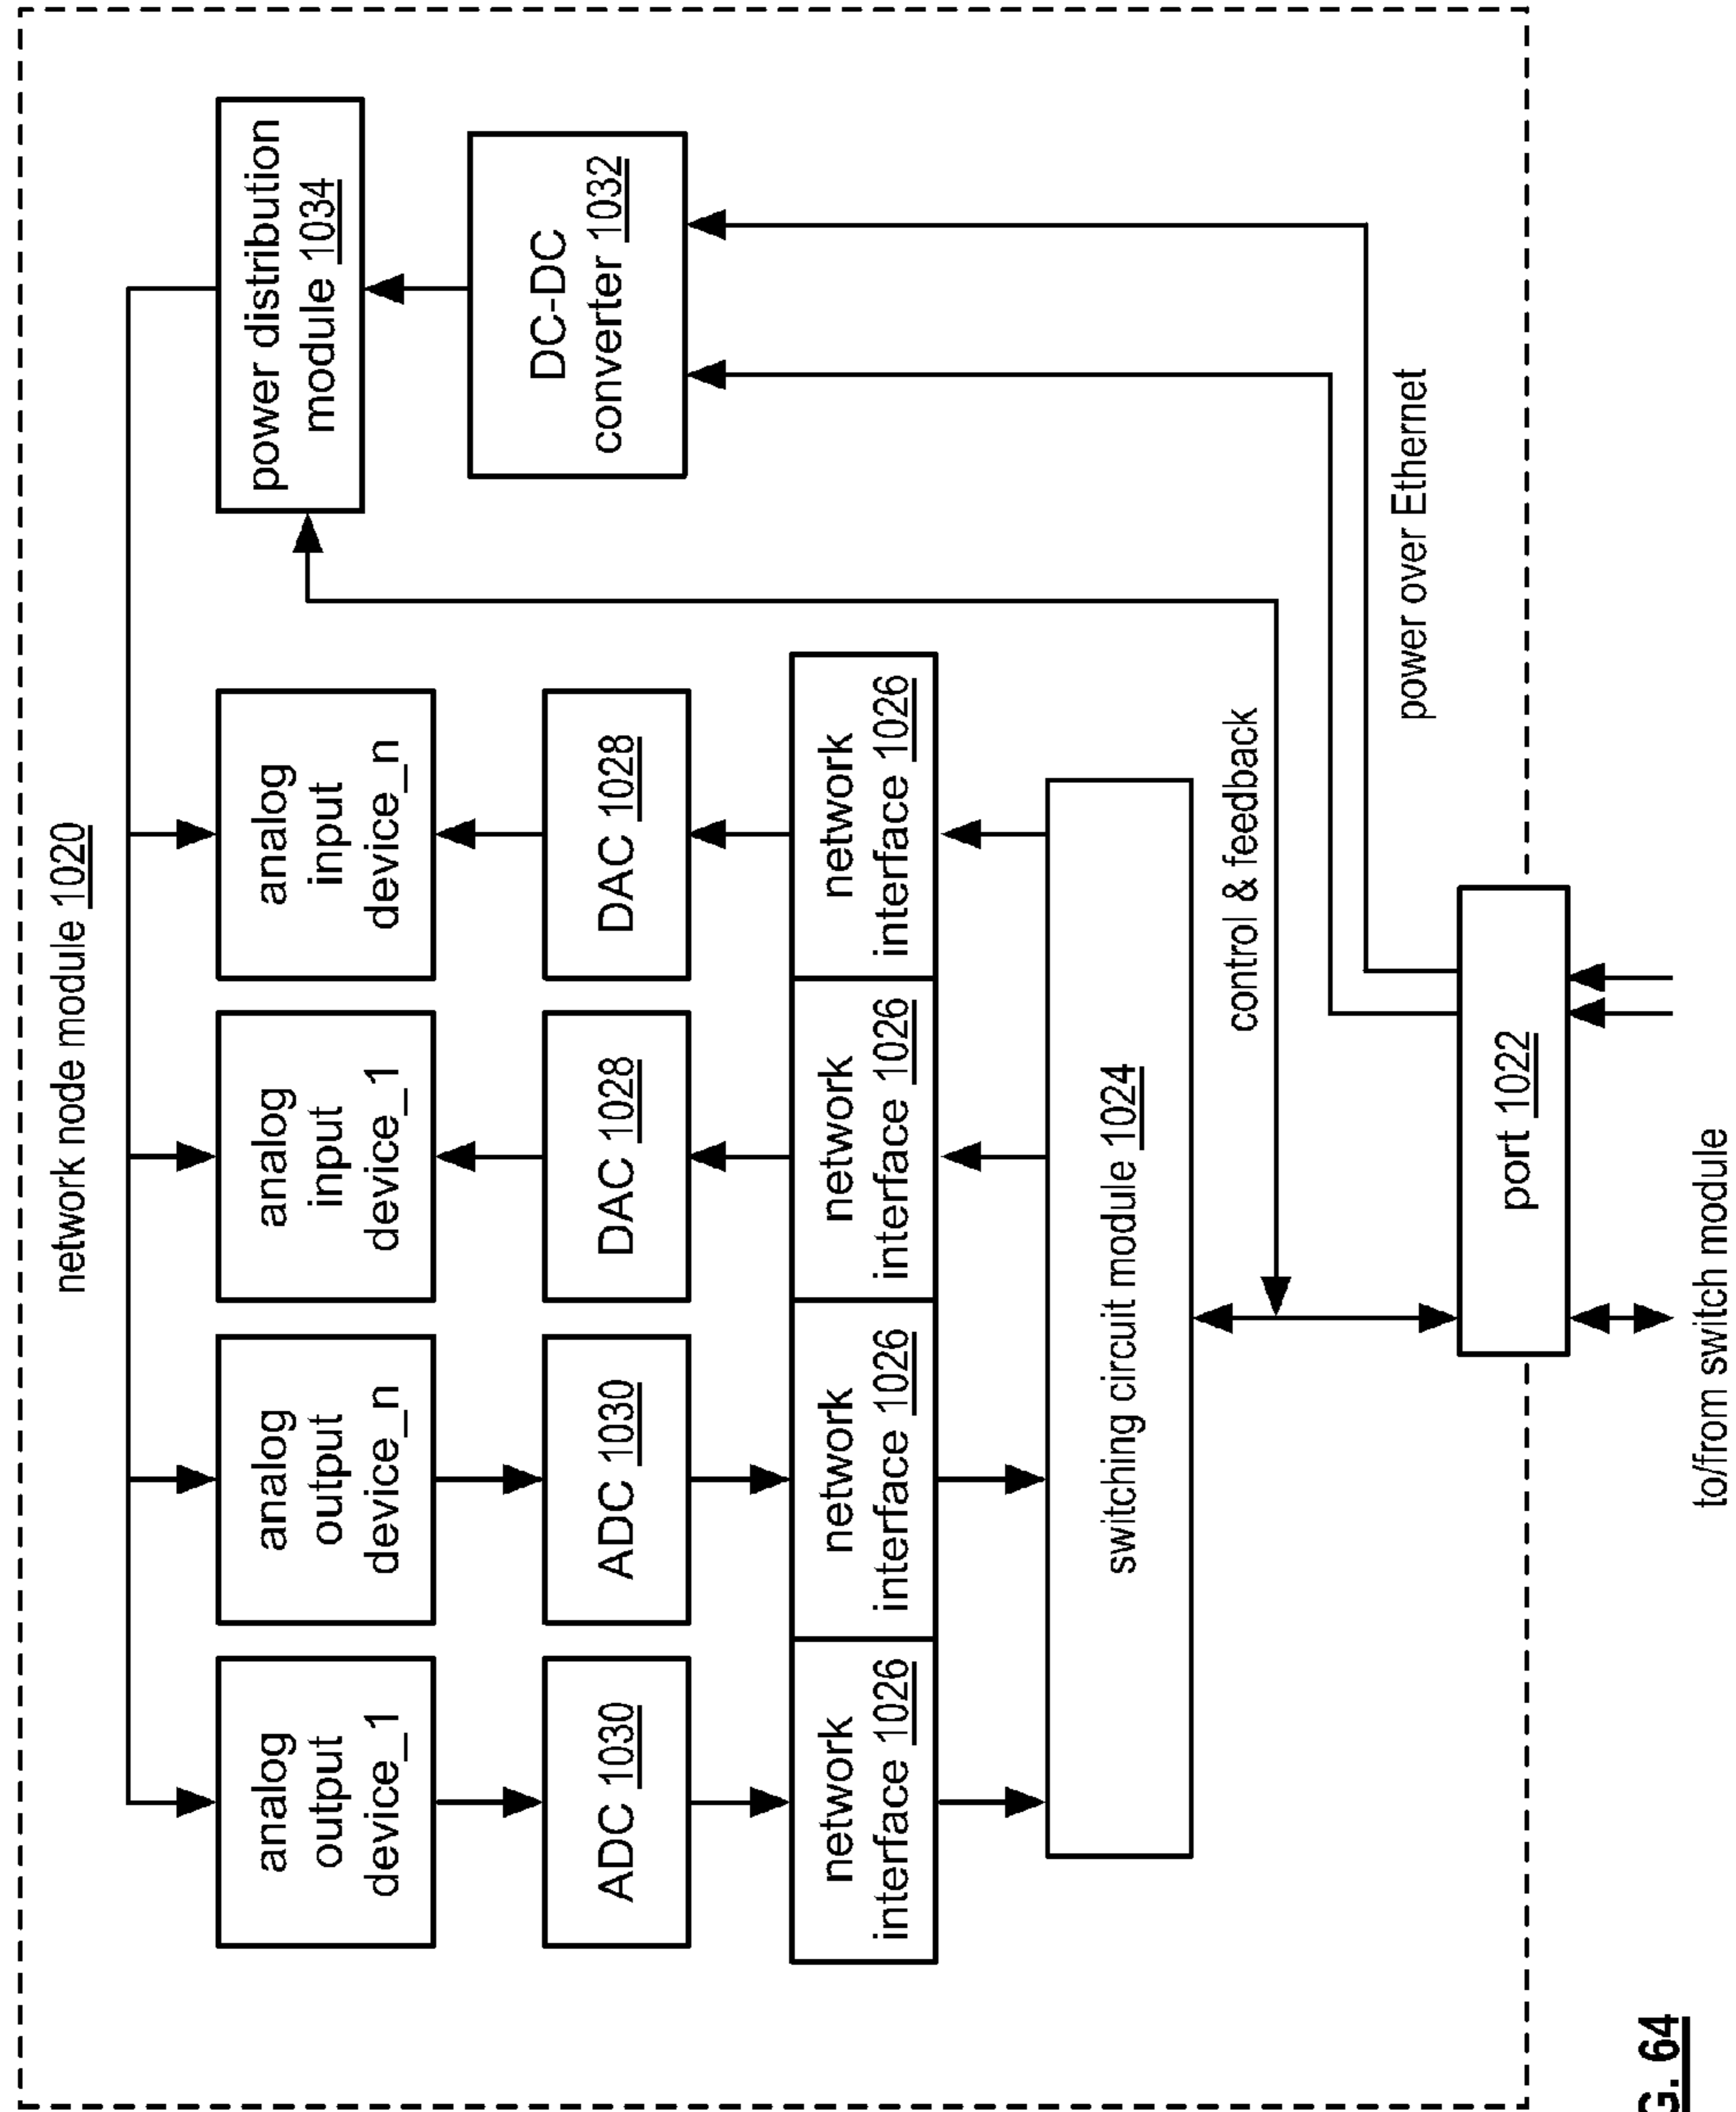 network node module 1020
analog
output
device_1
analog
output
device_n
analog
input
device_1
analog
input
device_n
power distribution
module 1034
ADC 1030
ADC 1030
DAC 1028
DAC 1028
DC-DC
converter 1032
network
interface 1026
network
interface 1026
network
interface 1026
network
interface 1026
switching circuit module 1024
control & feedback
power over Ethernet
port 1022
to/from switch module
G. 64